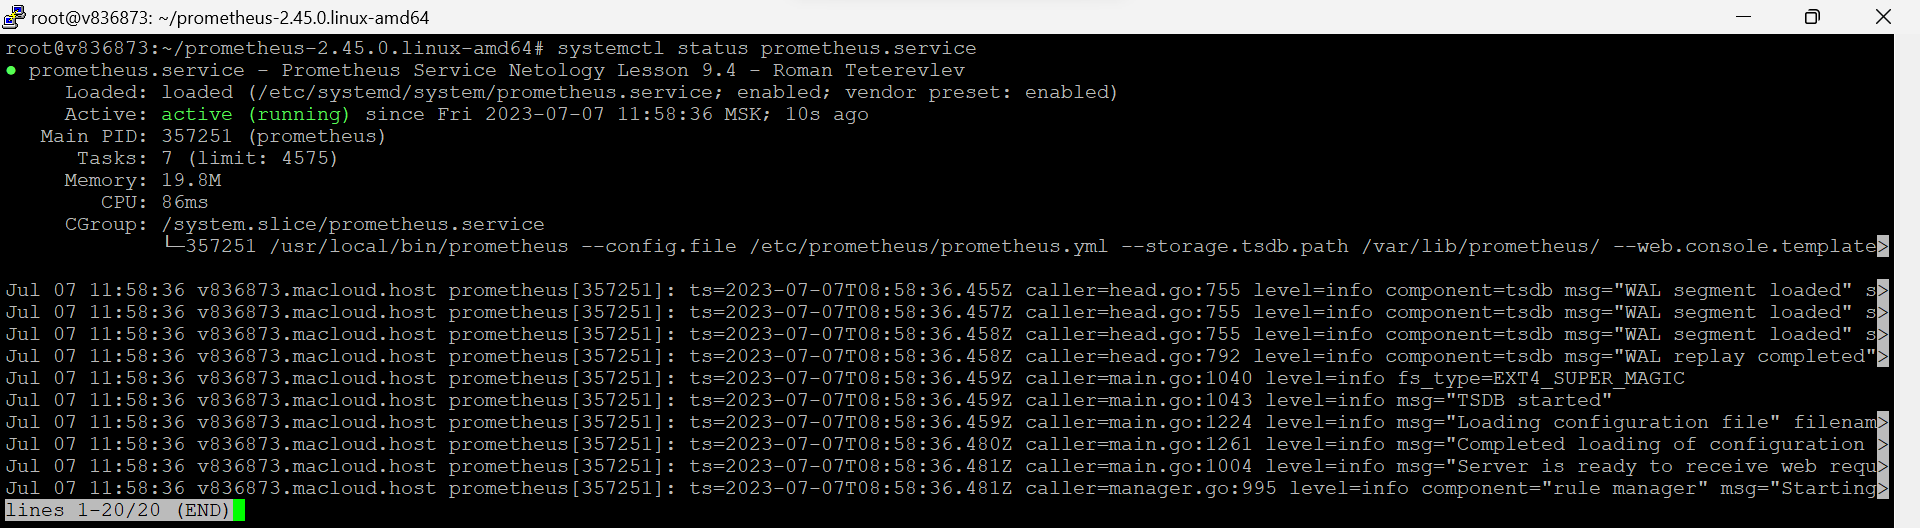 root@v836873: ~/prometheus-2.45.0.linux-amd64
root@v836873:~/prometheus-2.45.0.linux-amd64# systemctl status prometheus.service
● prometheus.service - Prometheus Service Netology Lesson 9.4 - Roman Teterevlev
Loaded: loaded (/etc/systemd/system/prometheus.service; enabled; vendor preset: enabled)
Active: active (running) since Fri 2023-07-07 11:58:36 MSK; 10s ago
Main PID: 357251 (prometheus)
Tasks: 7 (limit: 4575)
Memory: 19.8M
CPU: 86ms
CGroup: /system.slice/prometheus.service
└─357251 /usr/local/bin/prometheus --config.file /etc/prometheus/prometheus.yml --storage.tsdb.path /var/lib/prometheus/ --web.console.template>
Jul 07 11:58:36 v836873.macloud.host prometheus[357251]: ts=2023-07-07T08:58:36.455Z caller=head.go:755 level=info component=tsdb msg="WAL segment loaded" s>
Jul 07 11:58:36 v836873.macloud.host prometheus[357251]: ts=2023-07-07T08:58:36.457Z caller=head.go:755 level=info component=tsdb msg="WAL segment loaded" s>
Jul 07 11:58:36 v836873.macloud.host prometheus[357251]: ts=2023-07-07T08:58:36.458Z caller=head.go:755 level=info component=tsdb msg="WAL segment loaded" s>
Jul 07 11:58:36 v836873.macloud.host prometheus[357251]: ts=2023-07-07T08:58:36.458Z caller=head.go:792 level=info component=tsdb msg="WAL replay completed">
Jul 07 11:58:36 v836873.macloud.host prometheus[357251]: ts=2023-07-07T08:58:36.459Z caller=main.go:1040 level=info fs_type=EXT4_SUPER_MAGIC
Jul 07 11:58:36 v836873.macloud.host prometheus[357251]: ts=2023-07-07T08:58:36.459Z caller=main.go:1043 level=info msg="TSDB started"
Jul 07 11:58:36 v836873.macloud.host prometheus[357251]: ts=2023-07-07T08:58:36.459Z caller=main.go:1224 level=info msg="Loading configuration file" filenam>
Jul 07 11:58:36 v836873.macloud.host prometheus[357251]: ts=2023-07-07T08:58:36.480Z caller=main.go:1261 level=info msg="Completed loading of configuration >
Jul 07 11:58:36 v836873.macloud.host prometheus[357251]: ts=2023-07-07T08:58:36.481Z caller=main.go:1004 level=info msg="Server is ready to receive web requ>
Jul 07 11:58:36 v836873.macloud.host prometheus[357251]: ts=2023-07-07T08:58:36.481Z caller=manager.go:995 level=info component="rule manager" msg="Starting>
lines 1-20/20 (END)